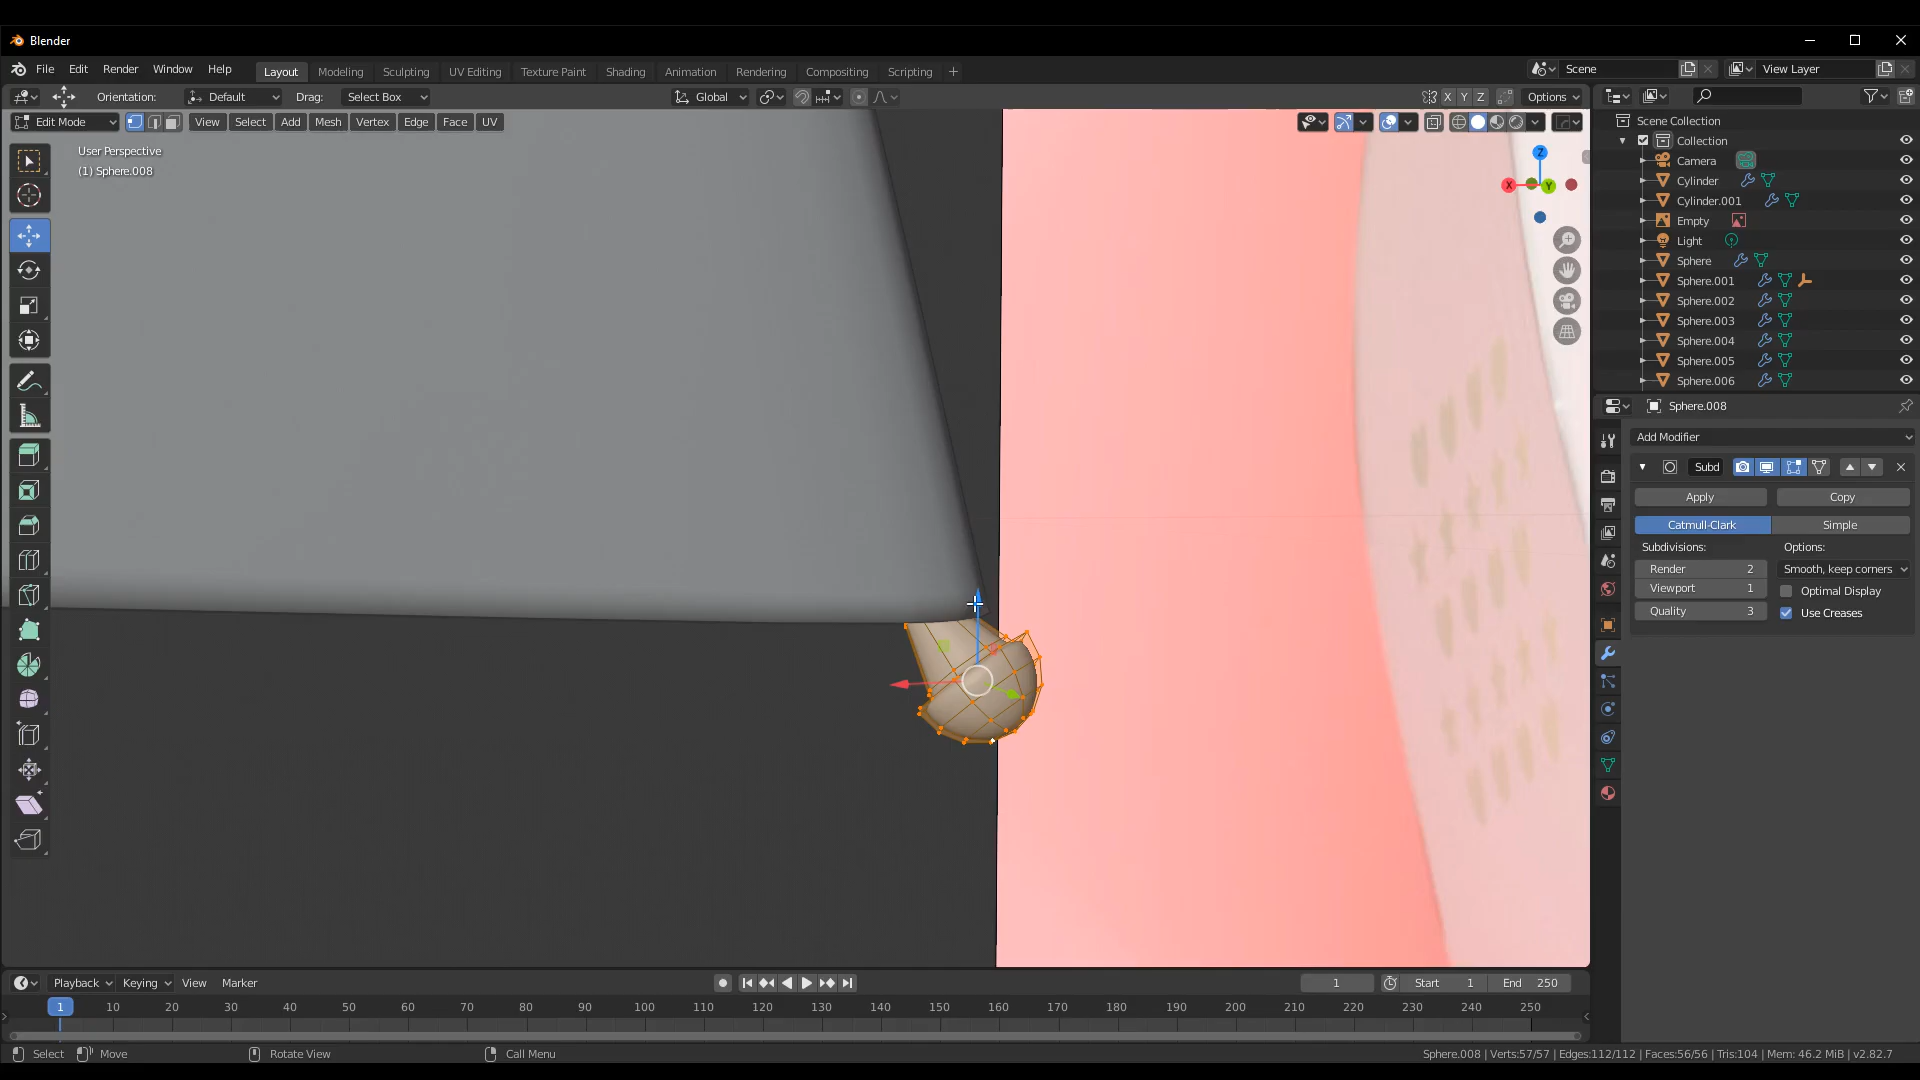 Blender
File Edit Render Window Help Layout Modeling Sculpting UV Editing Texture Paint Shading Animation Rendering Compositing Scripting + Scene View Layer
Orientation: Default Drag: Select Box Global X Y Z Options
Edit Mode View Select Add Mesh Vertex Edge Face UV
User Perspective
(1) Sphere.008
Z
X Y
Scene Collection
Collection
Camera
Cylinder
Cylinder.001
Empty
Light
Sphere
Sphere.001
Sphere.002
Sphere.003
Sphere.004
Sphere.005
Sphere.006
Sphere.008
Add Modifier
Subd
Apply Copy
Catmull-Clark Simple
Subdivisions: Options:
Render 2 Smooth, keep corners
Viewport 1 Optimal Display
Quality 3 Use Creases
Playback Keying View Marker 1 Start 1 End 250
1 10 20 30 40 50 60 70 80 90 100 110 120 130 140 150 160 170 180 190 200 210 220 230 240 250
Select Move Rotate View Call Menu Sphere.008 | Verts:57/57 | Edges:112/112 | Faces:56/56 | Tris:104 | Mem: 46.2 MiB | v2.82.7